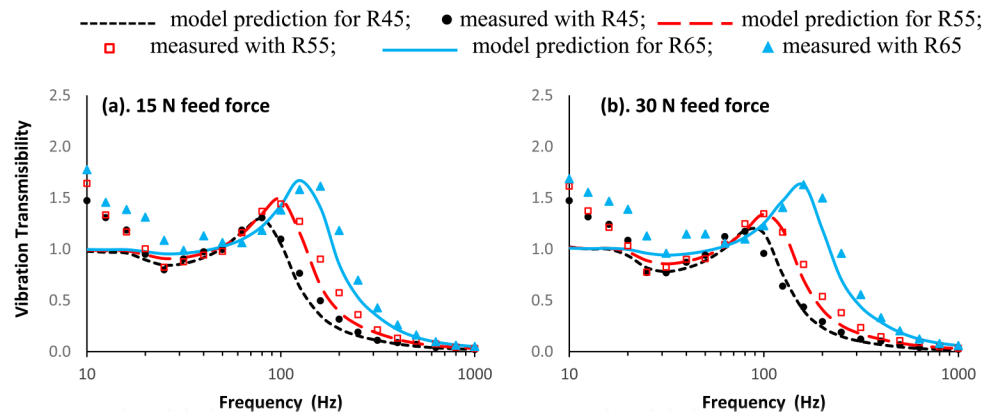 model prediction for R45; measured with R45; model prediction for R55;
measured with R55; model prediction for R65; measured with R65
(a). 15 N feed force
(b). 30 N feed force
Vibration Transmisibility
2.5
2.0
1.5
1.0
0.5
0.0
10 100 1000
Frequency (Hz)
2.5
2.0
1.5
1.0
0.5
0.0
10 100 1000
Frequency (Hz)